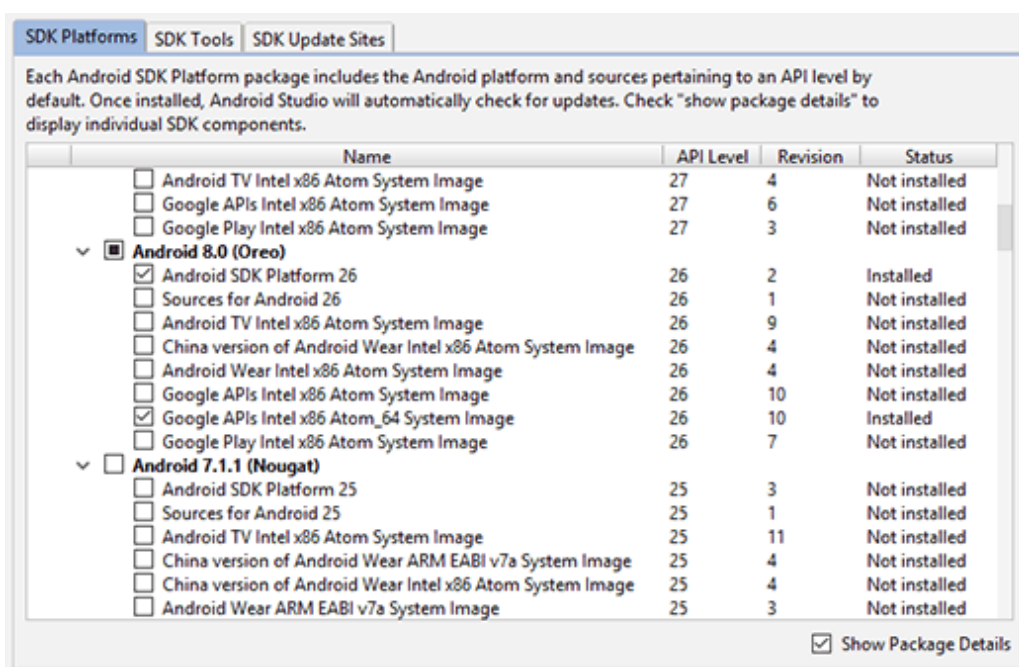 SDK Platforms SDK Tools SDK Update Sites
Each Android SDK Platform package includes the Android platform and sources pertaining to an API level by
default. Once installed, Android Studio will automatically check for updates. Check "show package details" to
display individual SDK components.
Name API Level Revision Status
Android TV Intel x86 Atom System Image 27 4 Not installed
Google APIs Intel x86 Atom System Image 27 6 Not installed
Google Play Intel x86 Atom System Image 27 3 Not installed
Android 8.0 (Oreo)
Android SDK Platform 26 26 2 Installed
Sources for Android 26 26 1 Not installed
Android TV Intel x86 Atom System Image 26 9 Not installed
China version of Android Wear Intel x86 Atom System Image 26 4 Not installed
Android Wear Intel x86 Atom System Image 26 4 Not installed
Google APIs Intel x86 Atom System Image 26 10 Not installed
Google APIs Intel x86 Atom_64 System Image 26 10 Installed
Google Play Intel x86 Atom System Image 26 7 Not installed
Android 7.1.1 (Nougat)
Android SDK Platform 25 25 3 Not installed
Sources for Android 25 25 1 Not installed
Android TV Intel x86 Atom System Image 25 11 Not installed
China version of Android Wear ARM EABI v7a System Image 25 4 Not installed
China version of Android Wear Intel x86 Atom System Image 25 4 Not installed
Android Wear ARM EABI v7a System Image 25 3 Not installed
Show Package Details